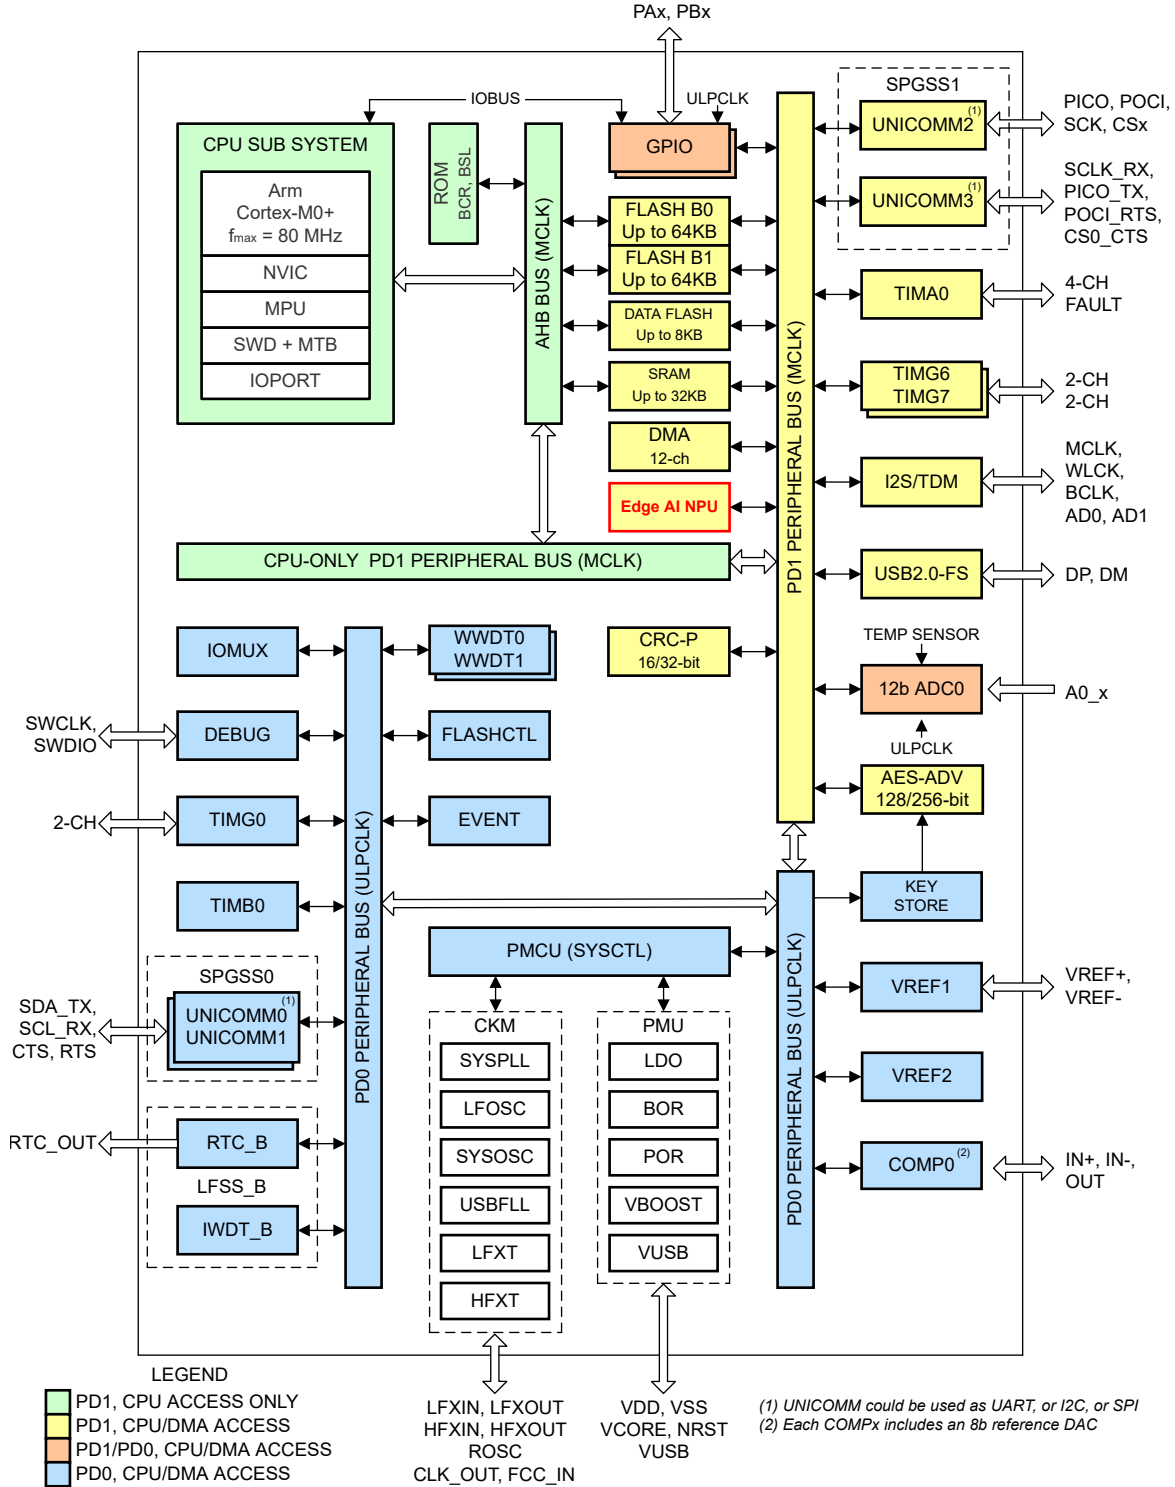 PAx, PBx
IOBUS
ULPCLK
SPGSS1
CPU SUB SYSTEM
Arm
Cortex-M0+
fmax = 80 MHz
NVIC
MPU
SWD + MTB
IOPORT
ROM
BCR, BSL
AHB BUS (MCLK)
GPIO
FLASH B0
Up to 64KB
FLASH B1
Up to 64KB
DATA FLASH
Up to 8KB
SRAM
Up to 32KB
DMA
12-ch
Edge AI NPU
PD1 PERIPHERAL BUS (MCLK)
UNICOMM2 (1)
PICO, POCI,
SCK, CSx
UNICOMM3 (1)
SCLK_RX,
PICO_TX,
POCI_RTS,
CS0_CTS
TIMA0
4-CH
FAULT
TIMG6
TIMG7
2-CH
2-CH
I2S/TDM
MCLK,
WLCK,
BCLK,
AD0, AD1
CPU-ONLY PD1 PERIPHERAL BUS (MCLK)
USB2.0-FS
DP, DM
CRC-P
16/32-bit
TEMP SENSOR
12b ADC0
A0_x
ULPCLK
AES-ADV
128/256-bit
KEY
STORE
IOMUX
WWDT0
WWDT1
SWCLK,
SWDIO
DEBUG
FLASHCTL
2-CH
TIMG0
EVENT
TIMB0
PD0 PERIPHERAL BUS (ULPCLK)
PMCU (SYSCTL)
PD0 PERIPHERAL BUS (ULPCLK)
SPGSS0
UNICOMM0 (1)
UNICOMM1
SDA_TX,
SCL_RX,
CTS, RTS
RTC_OUT
RTC_B
LFSS_B
IWDT_B
CKM
SYSPLL
LFOSC
SYSOSC
USBFLL
LFXT
HFXT
PMU
LDO
BOR
POR
VBOOST
VUSB
VREF1
VREF+,
VREF-
VREF2
COMP0 (2)
IN+, IN-,
OUT
LEGEND
PD1, CPU ACCESS ONLY
PD1, CPU/DMA ACCESS
PD1/PD0, CPU/DMA ACCESS
PD0, CPU/DMA ACCESS
LFXIN, LFXOUT
HFXIN, HFXOUT
ROSC
CLK_OUT, FCC_IN
VDD, VSS
VCORE, NRST
VUSB
(1) UNICOMM could be used as UART, or I2C, or SPI
(2) Each COMPx includes an 8b reference DAC